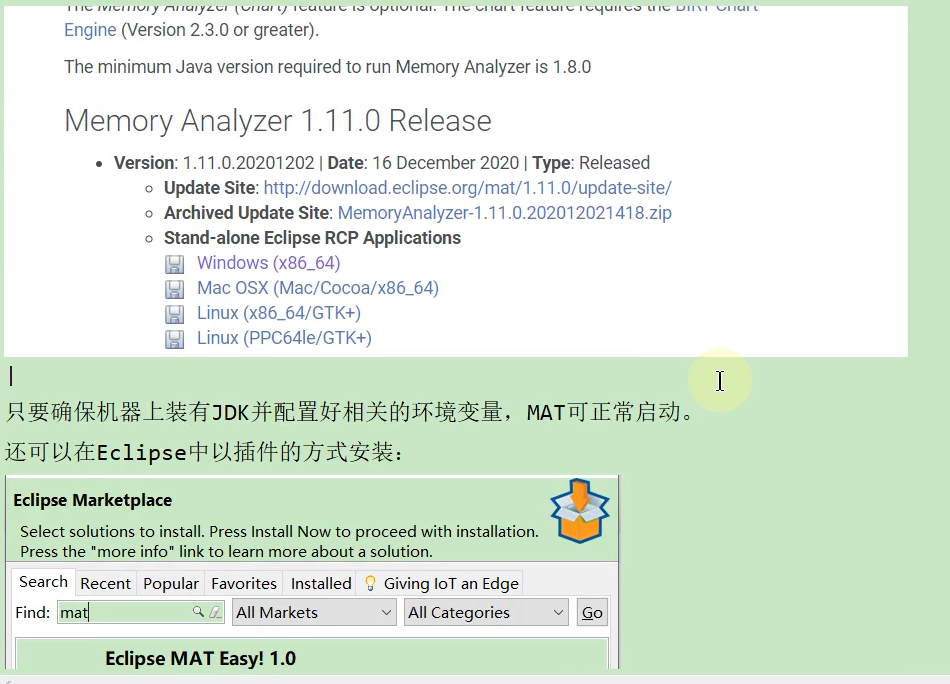 The Memory Analyzer (Chart) feature is optional. The chart feature requires the BIRT Chart
Engine (Version 2.3.0 or greater).
The minimum Java version required to run Memory Analyzer is 1.8.0
Memory Analyzer 1.11.0 Release
• Version: 1.11.0.20201202 | Date: 16 December 2020 | Type: Released
○ Update Site: http://download.eclipse.org/mat/1.11.0/update-site/
○ Archived Update Site: MemoryAnalyzer-1.11.0.202012021418.zip
○ Stand-alone Eclipse RCP Applications
Windows (x86_64)
Mac OSX (Mac/Cocoa/x86_64)
Linux (x86_64/GTK+)
Linux (PPC64le/GTK+)
只要确保机器上装有JDK并配置好相关的环境变量，MAT可正常启动。
还可以在Eclipse中以插件的方式安装：
Eclipse Marketplace
Select solutions to install. Press Install Now to proceed with installation.
Press the "more info" link to learn more about a solution.
Search Recent Popular Favorites Installed Giving IoT an Edge
Find: mat All Markets All Categories Go
Eclipse MAT Easy! 1.0